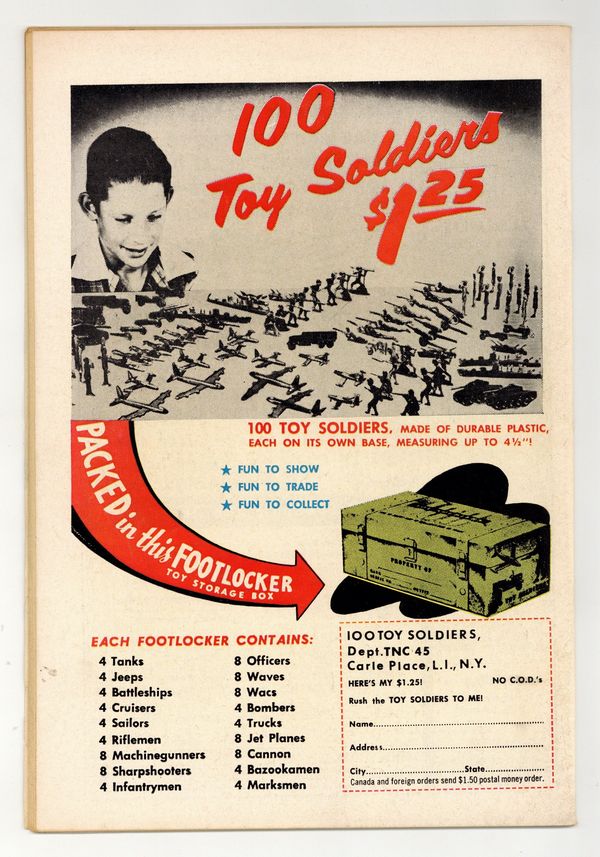 100
Toy Soldiers
$1.25
100 TOY SOLDIERS, MADE OF DURABLE PLASTIC,
EACH ON ITS OWN BASE, MEASURING UP TO 4½"!
★ FUN TO SHOW
★ FUN TO TRADE
★ FUN TO COLLECT
PACKED in this FOOTLOCKER
TOY STORAGE BOX
PROPERTY OF
EACH FOOTLOCKER CONTAINS:
4 Tanks
4 Jeeps
4 Battleships
4 Cruisers
4 Sailors
4 Riflemen
8 Machinegunners
8 Sharpshooters
4 Infantrymen
8 Officers
8 Waves
8 Wacs
4 Bombers
4 Trucks
8 Jet Planes
8 Cannon
4 Bazookamen
4 Marksmen
100 TOY SOLDIERS,
Dept. TNC 45
Carle Place, L.I., N.Y.
HERE'S MY $1.25! NO C.O.D.'s
Rush the TOY SOLDIERS TO ME!
Name
Address
City State
Canada and foreign orders send $1.50 postal money order.